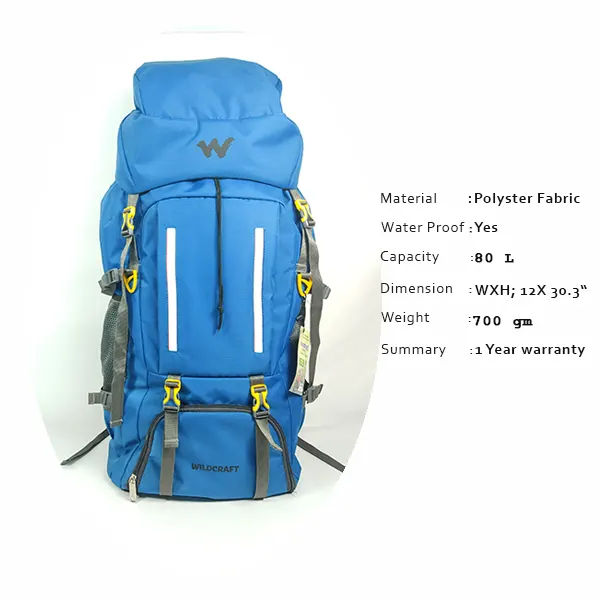 W
WILDCRAFT
Material :Polyster Fabric
Water Proof :Yes
Capacity :80 L
Dimension : WXH; 12X 30.3“
Weight :700 gm
Summary :1 Year warranty